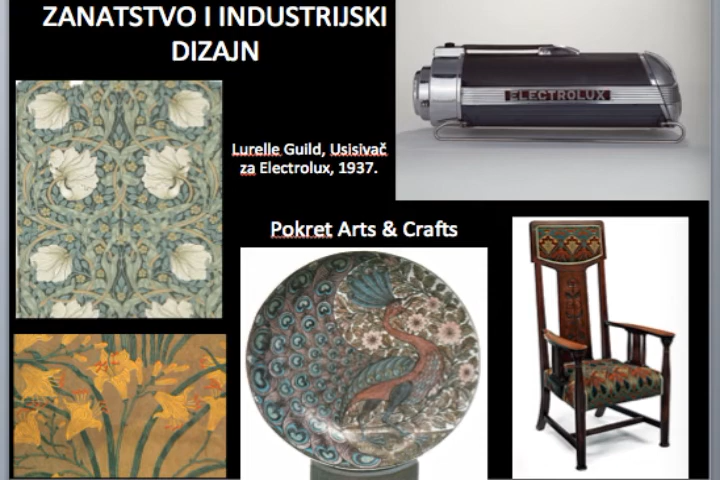 ZANATSTVO I INDUSTRIJSKI
DIZAJN
ELECTROLUX
Lurelle Guild, Usisivač
za Electrolux, 1937.
Pokret Arts & Crafts